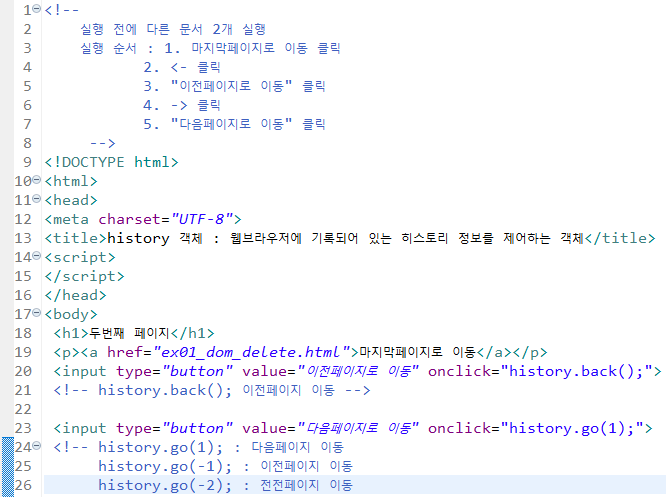 1 <!--
2 실행 전에 다른 문서 2개 실행
3 실행 순서 : 1. 마지막페이지로 이동 클릭
4 2. <- 클릭
5 3. "이전페이지로 이동" 클릭
6 4. -> 클릭
7 5. "다음페이지로 이동" 클릭
8 -->
9 <!DOCTYPE html>
10 <html>
11 <head>
12 <meta charset="UTF-8">
13 <title>history 객체 : 웹브라우저에 기록되어 있는 히스토리 정보를 제어하는 객체</title>
14 <script>
15 </script>
16 </head>
17 <body>
18 <h1>두번째 페이지</h1>
19 <p><a href="ex01_dom_delete.html">마지막페이지로 이동</a></p>
20 <input type="button" value="이전페이지로 이동" onclick="history.back();">
21 <!-- history.back(); 이전페이지 이동 -->
22
23 <input type="button" value="다음페이지로 이동" onclick="history.go(1);">
24 <!-- history.go(1); : 다음페이지 이동
25 history.go(-1); : 이전페이지 이동
26 history.go(-2); : 전전페이지 이동